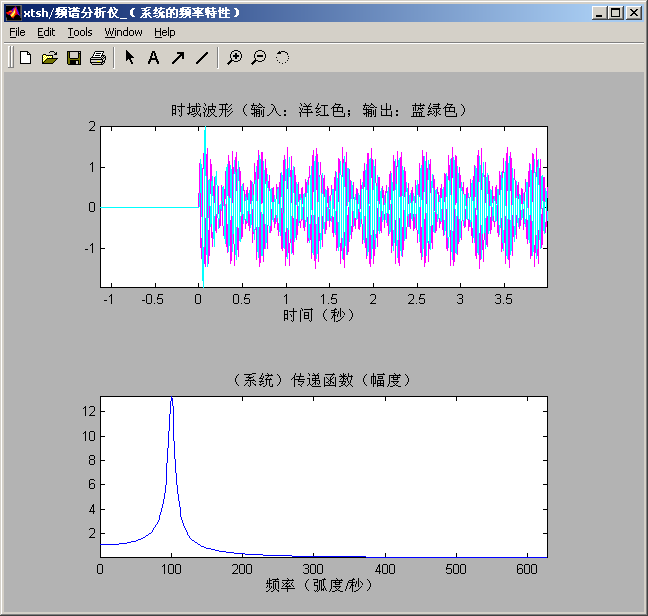 xtsh/频谱分析仪_（系统的频率特性）
File Edit Tools Window Help
A
时域波形（输入：洋红色；输出：蓝绿色）
2
1
0
-1
-1 -0.5 0 0.5 1 1.5 2 2.5 3 3.5
时间（秒）
（系统）传递函数（幅度）
12
10
8
6
4
2
0 100 200 300 400 500 600
频率（弧度/秒）